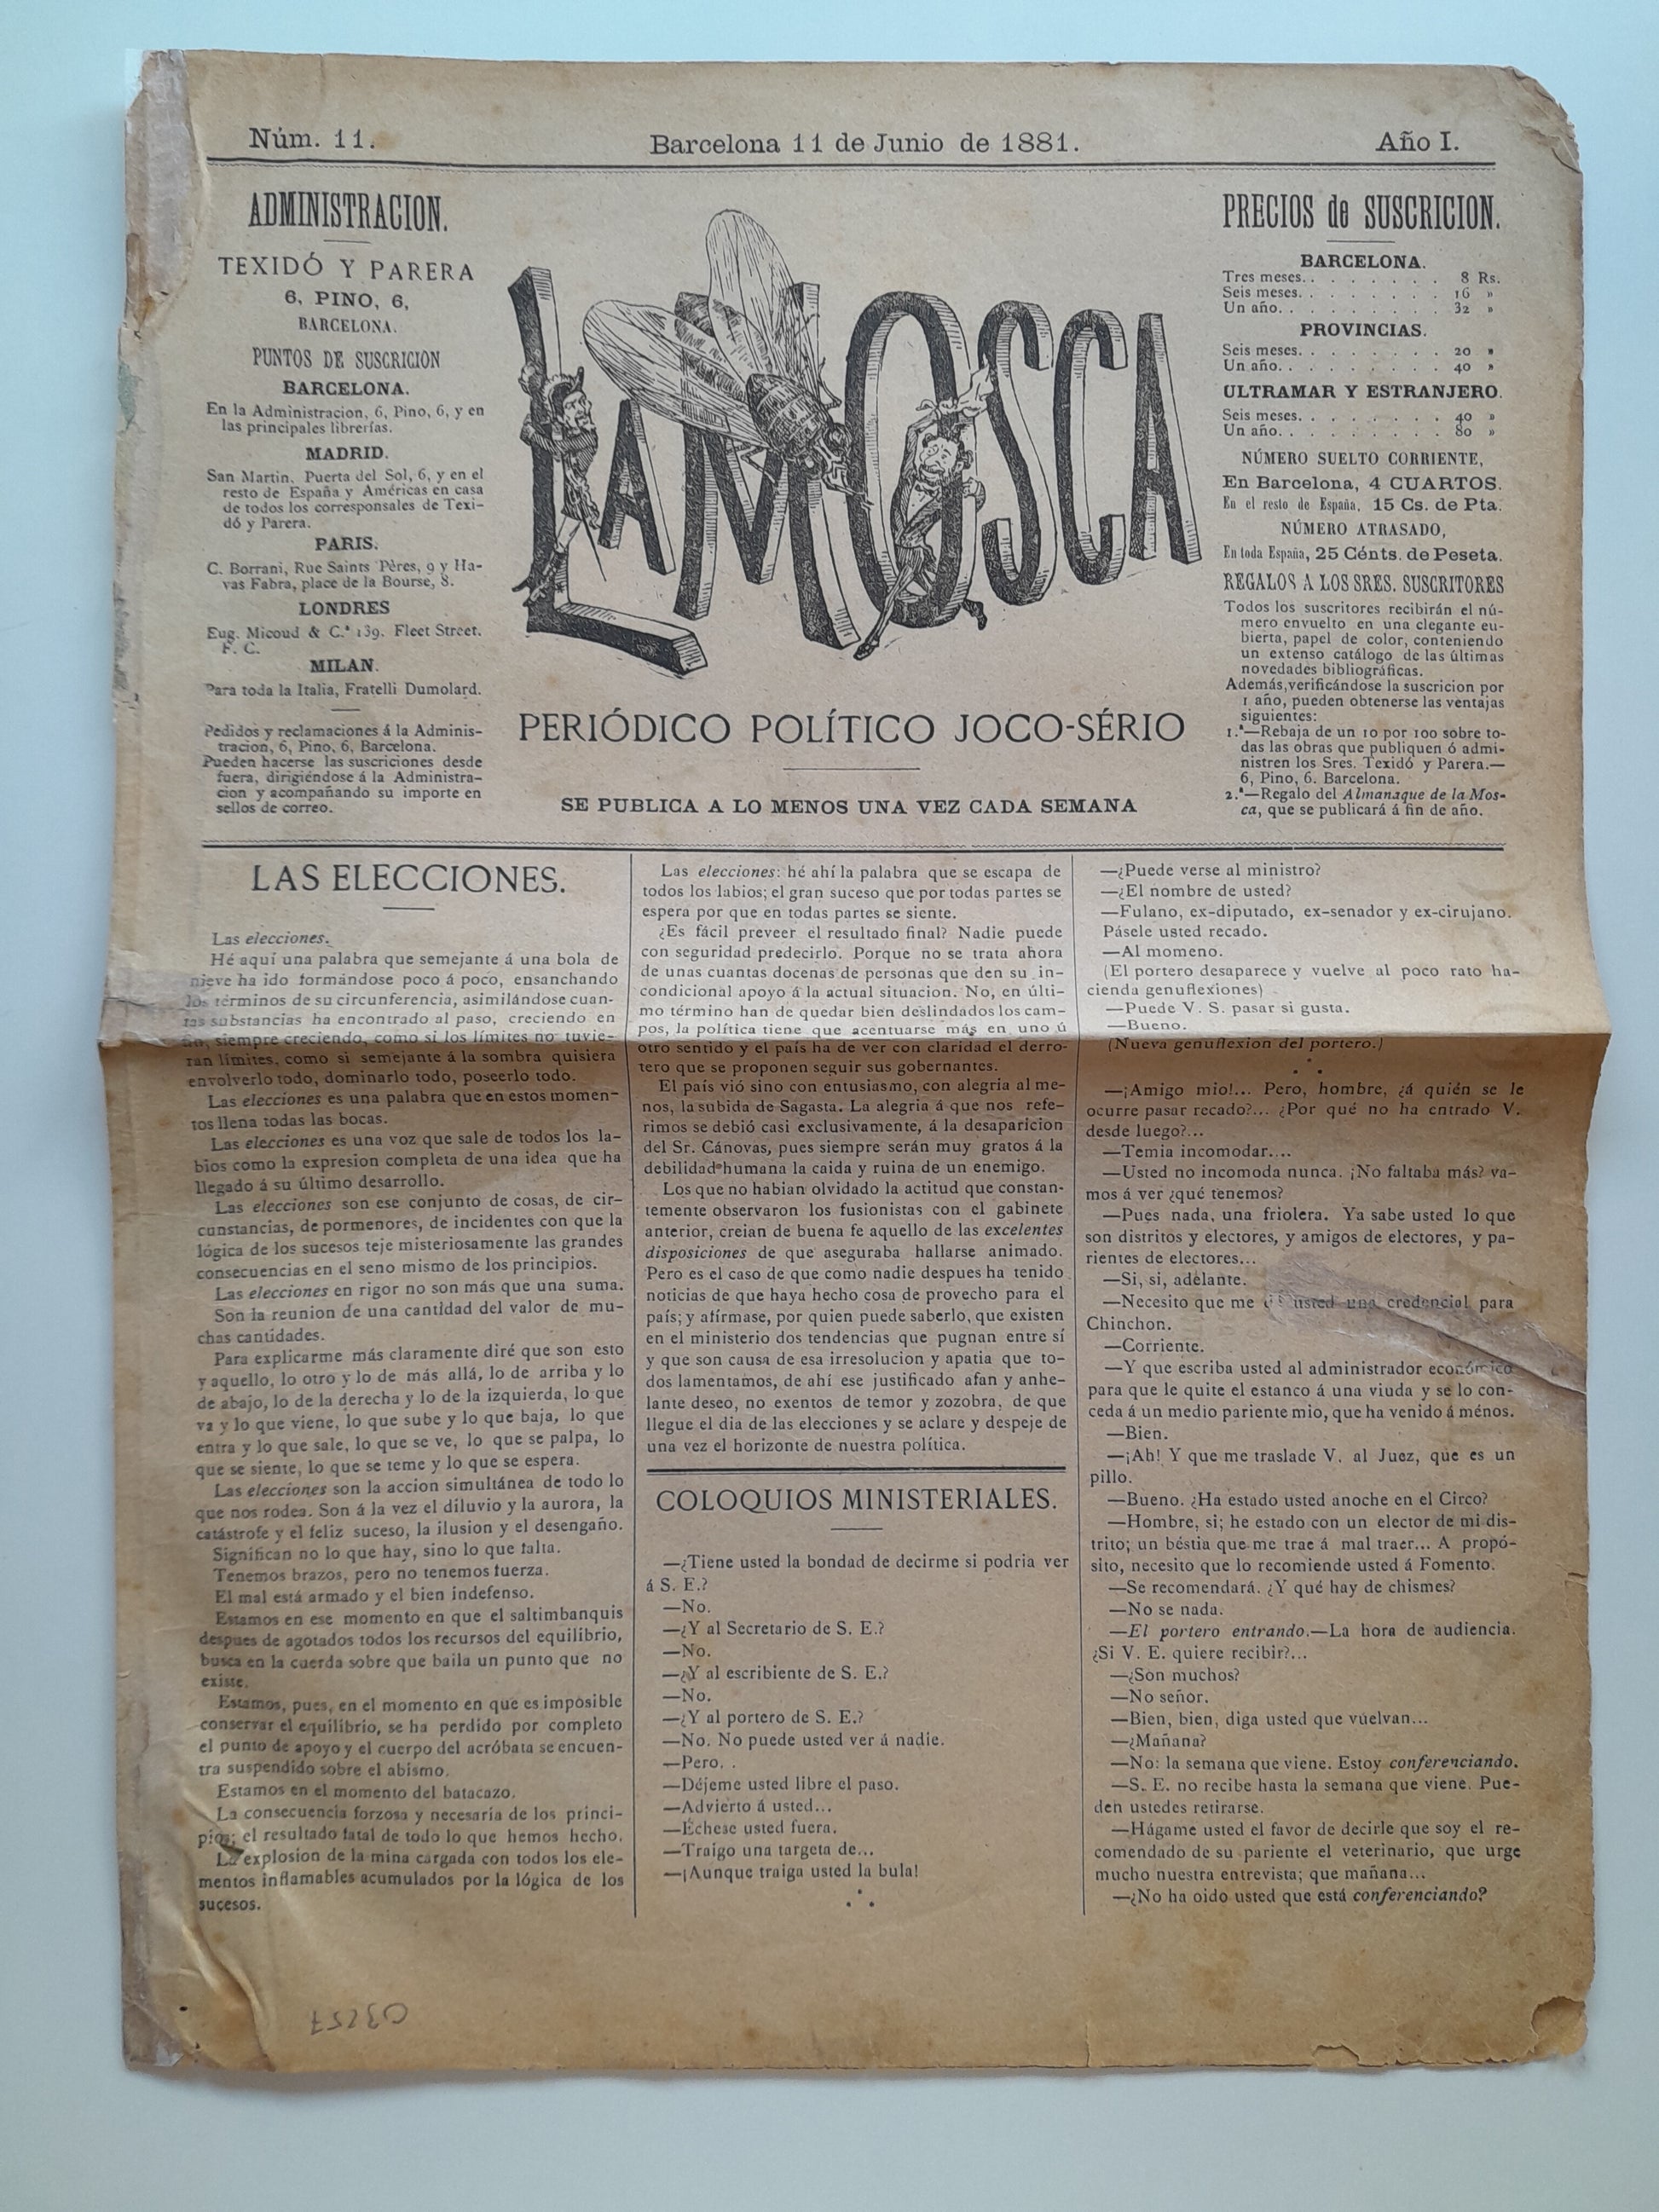 Núm. 11.
Barcelona 11 de Junio de 1881.
Año I.
ADMINISTRACION.
TEXIDÓ Y PARERA
6, PINO, 6,
BARCELONA.
PUNTOS DE SUSCRICION
BARCELONA.
En la Administracion, 6, Pino, 6, y en
las principales librerías.
MADRID.
San Martin. Puerta del Sol, 6, y en el
resto de España y Américas en casa
de todos los corresponsales de Texi-
dó y Parera.
PARIS.
C. Borrani, Rue Saints Pères, 9 y Ha-
vas Fabra, place de la Bourse, 8.
LONDRES
Eug. Micoud & C.ª 139. Fleet Street.
F. C.
MILAN.
Para toda la Italia, Fratelli Dumolard.
Pedidos y reclamaciones á la Adminis-
tracion, 6, Pino, 6, Barcelona.
Pueden hacerse las suscriciones desde
fuera, dirigiéndose á la Administra-
cion y acompañando su importe en
sellos de correo.
LA MOSCA
PERIÓDICO POLÍTICO JOCO-SÉRIO
SE PUBLICA A LO MENOS UNA VEZ CADA SEMANA
PRECIOS de SUSCRICION.
BARCELONA.
Tres meses. . . . . . . . 8 Rs.
Seis meses. . . . . . . . 16 »
Un año. . . . . . . . . 32 »
PROVINCIAS.
Seis meses. . . . . . . . 20 »
Un año. . . . . . . . . 40 »
ULTRAMAR Y ESTRANJERO.
Seis meses. . . . . . . . 40 »
Un año. . . . . . . . . 80 »
NÚMERO SUELTO CORRIENTE,
En Barcelona, 4 CUARTOS.
En el resto de España, 15 Cs. de Pta.
NÚMERO ATRASADO,
En toda España, 25 Cénts. de Peseta.
REGALOS A LOS SRES. SUSCRITORES
Todos los suscritores recibirán el nú-
mero envuelto en una elegante cu-
bierta, papel de color, conteniendo
un extenso catálogo de las últimas
novedades bibliográficas.
Además,verificándose la suscricion por
1 año, pueden obtenerse las ventajas
siguientes:
1.ª—Rebaja de un 10 por 100 sobre to-
das las obras que publiquen ó admi-
nistren los Sres. Texidó y Parera.—
6, Pino, 6. Barcelona.
2.ª—Regalo del Almanaque de la Mos-
ca, que se publicará á fin de año.
LAS ELECCIONES.
Las elecciones.
Hé aquí una palabra que semejante á una bola de
nieve ha ido formándose poco á poco, ensanchando
los términos de su circunferencia, asimilándose cuan-
tas substancias ha encontrado al paso, creciendo en
fin, siempre creciendo, como si los límites no tuvie-
ran límites, como si semejante á la sombra quisiera
envolverlo todo, dominarlo todo, poseerlo todo.
Las elecciones es una palabra que en estos momen-
tos llena todas las bocas.
Las elecciones es una voz que sale de todos los la-
bios como la expresion completa de una idea que ha
llegado á su último desarrollo.
Las elecciones son ese conjunto de cosas, de cir-
cunstancias, de pormenores, de incidentes con que la
lógica de los sucesos teje misteriosamente las grandes
consecuencias en el seno mismo de los principios.
Las elecciones en rigor no son más que una suma.
Son la reunion de una cantidad del valor de mu-
chas cantidades.
Para explicarme más claramente diré que son esto
y aquello, lo otro y lo de más allá, lo de arriba y lo
de abajo, lo de la derecha y lo de la izquierda, lo que
va y lo que viene, lo que sube y lo que baja, lo que
entra y lo que sale, lo que se ve, lo que se palpa, lo
que se siente, lo que se teme y lo que se espera.
Las elecciones son la accion simultánea de todo lo
que nos rodea. Son á la vez el diluvio y la aurora, la
catástrofe y el feliz suceso, la ilusion y el desengaño.
Significan no lo que hay, sino lo que falta.
Tenemos brazos, pero no tenemos fuerza.
El mal está armado y el bien indefenso.
Estamos en ese momento en que el saltimbanquis
despues de agotados todos los recursos del equilibrio,
busca en la cuerda sobre que baila un punto que no
existe.
Estamos, pues, en el momento en que es imposible
conservar el equilibrio, se ha perdido por completo
el punto de apoyo y el cuerpo del acróbata se encuen-
tra suspendido sobre el abismo.
Estamos en el momento del batacazo.
La consecuencia forzosa y necesaria de los princi-
pios; el resultado fatal de todo lo que hemos hecho.
La explosion de la mina cargada con todos los ele-
mentos inflamables acumulados por la lógica de los
sucesos.
Las elecciones: hé ahí la palabra que se escapa de
todos los labios; el gran suceso que por todas partes se
espera por que en todas partes se siente.
¿Es fácil preveer el resultado final? Nadie puede
con seguridad predecirlo. Porque no se trata ahora
de unas cuantas docenas de personas que den su in-
condicional apoyo á la actual situacion. No, en últi-
mo término han de quedar bien deslindados los cam-
pos, la política tiene que acentuarse más en uno ú
otro sentido y el país ha de ver con claridad el derro-
tero que se proponen seguir sus gobernantes.
El país vió sino con entusiasmo, con alegria al me-
nos, la subida de Sagasta. La alegria á que nos refe-
rimos se debió casi exclusivamente, á la desaparicion
del Sr. Cánovas, pues siempre serán muy gratos á la
debilidad humana la caida y ruina de un enemigo.
Los que no habian olvidado la actitud que constan-
temente observaron los fusionistas con el gabinete
anterior, creian de buena fe aquello de las excelentes
disposiciones de que aseguraba hallarse animado.
Pero es el caso de que como nadie despues ha tenido
noticias de que haya hecho cosa de provecho para el
país; y afírmase, por quien puede saberlo, que existen
en el ministerio dos tendencias que pugnan entre sí
y que son causa de esa irresolucion y apatia que to-
dos lamentamos, de ahí ese justificado afan y anhe-
lante deseo, no exentos de temor y zozobra, de que
llegue el dia de las elecciones y se aclare y despeje de
una vez el horizonte de nuestra política.
COLOQUIOS MINISTERIALES.
—¿Tiene usted la bondad de decirme si podria ver
á S. E.?
—No.
—¿Y al Secretario de S. E.?
—No.
—¿Y al escribiente de S. E.?
—No.
—¿Y al portero de S. E.?
—No. No puede usted ver á nadie.
—Pero. .
—Déjeme usted libre el paso.
—Advierto á usted...
—Échese usted fuera.
—Traigo una targeta de...
—¡Aunque traiga usted la bula!
—¿Puede verse al ministro?
—¿El nombre de usted?
—Fulano, ex-diputado, ex-senador y ex-cirujano.
Pásele usted recado.
—Al momeno.
(El portero desaparece y vuelve al poco rato ha-
cienda genuflexiones)
—Puede V. S. pasar si gusta.
—Bueno.
(Nueva genuflexion del portero.)
—¡Amigo mio!... Pero, hombre, ¿á quién se le
ocurre pasar recado?... ¿Por qué no ha entrado V.
desde luego?...
—Temia incomodar....
—Usted no incomoda nunca. ¡No faltaba más? va-
mos á ver ¿qué tenemos?
—Pues nada, una friolera. Ya sabe usted lo que
son distritos y electores, y amigos de electores, y pa-
rientes de electores...
—Si, si, adelante.
—Necesito que me usted una credencial para
Chinchon.
—Corriente.
—Y que escriba usted al administrador económico
para que le quite el estanco á una viuda y se lo con-
ceda á un medio pariente mio, que ha venido á ménos.
—Bien.
—¡Ah! Y que me traslade V. al Juez, que es un
pillo.
—Bueno. ¿Ha estado usted anoche en el Circo?
—Hombre, si; he estado con un elector de mi dis-
trito; un béstia que me trae á mal traer... A propó-
sito, necesito que lo recomiende usted á Fomento.
—Se recomendará. ¿Y qué hay de chismes?
—No se nada.
—El portero entrando.—La hora de audiencia.
¿Si V. E. quiere recibir?...
—¿Son muchos?
—No señor.
—Bien, bien, diga usted que vuelvan...
—¿Mañana?
—No: la semana que viene. Estoy conferenciando.
—S. E. no recibe hasta la semana que viene. Pue-
den ustedes retirarse.
—Hágame usted el favor de decirle que soy el re-
comendado de su pariente el veterinario, que urge
mucho nuestra entrevista; que mañana...
—¿No ha oido usted que está conferenciando?
03257